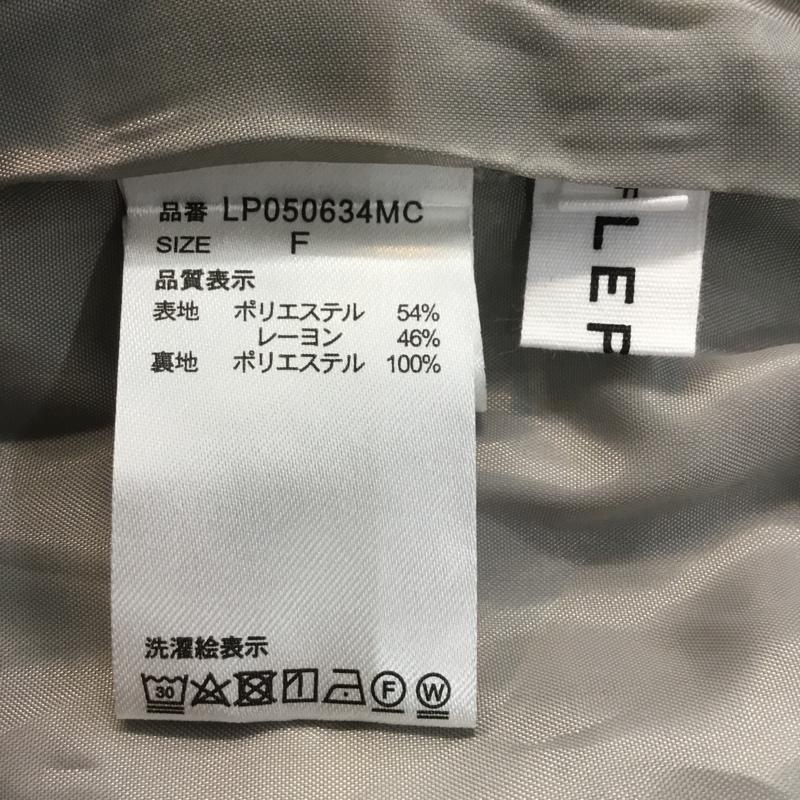 品番 LP050634MC
SIZE F
品質表示
表地 ポリエステル 54%
レーヨン 46%
裏地 ポリエステル 100%
洗濯絵表示
30 F W
FLEP